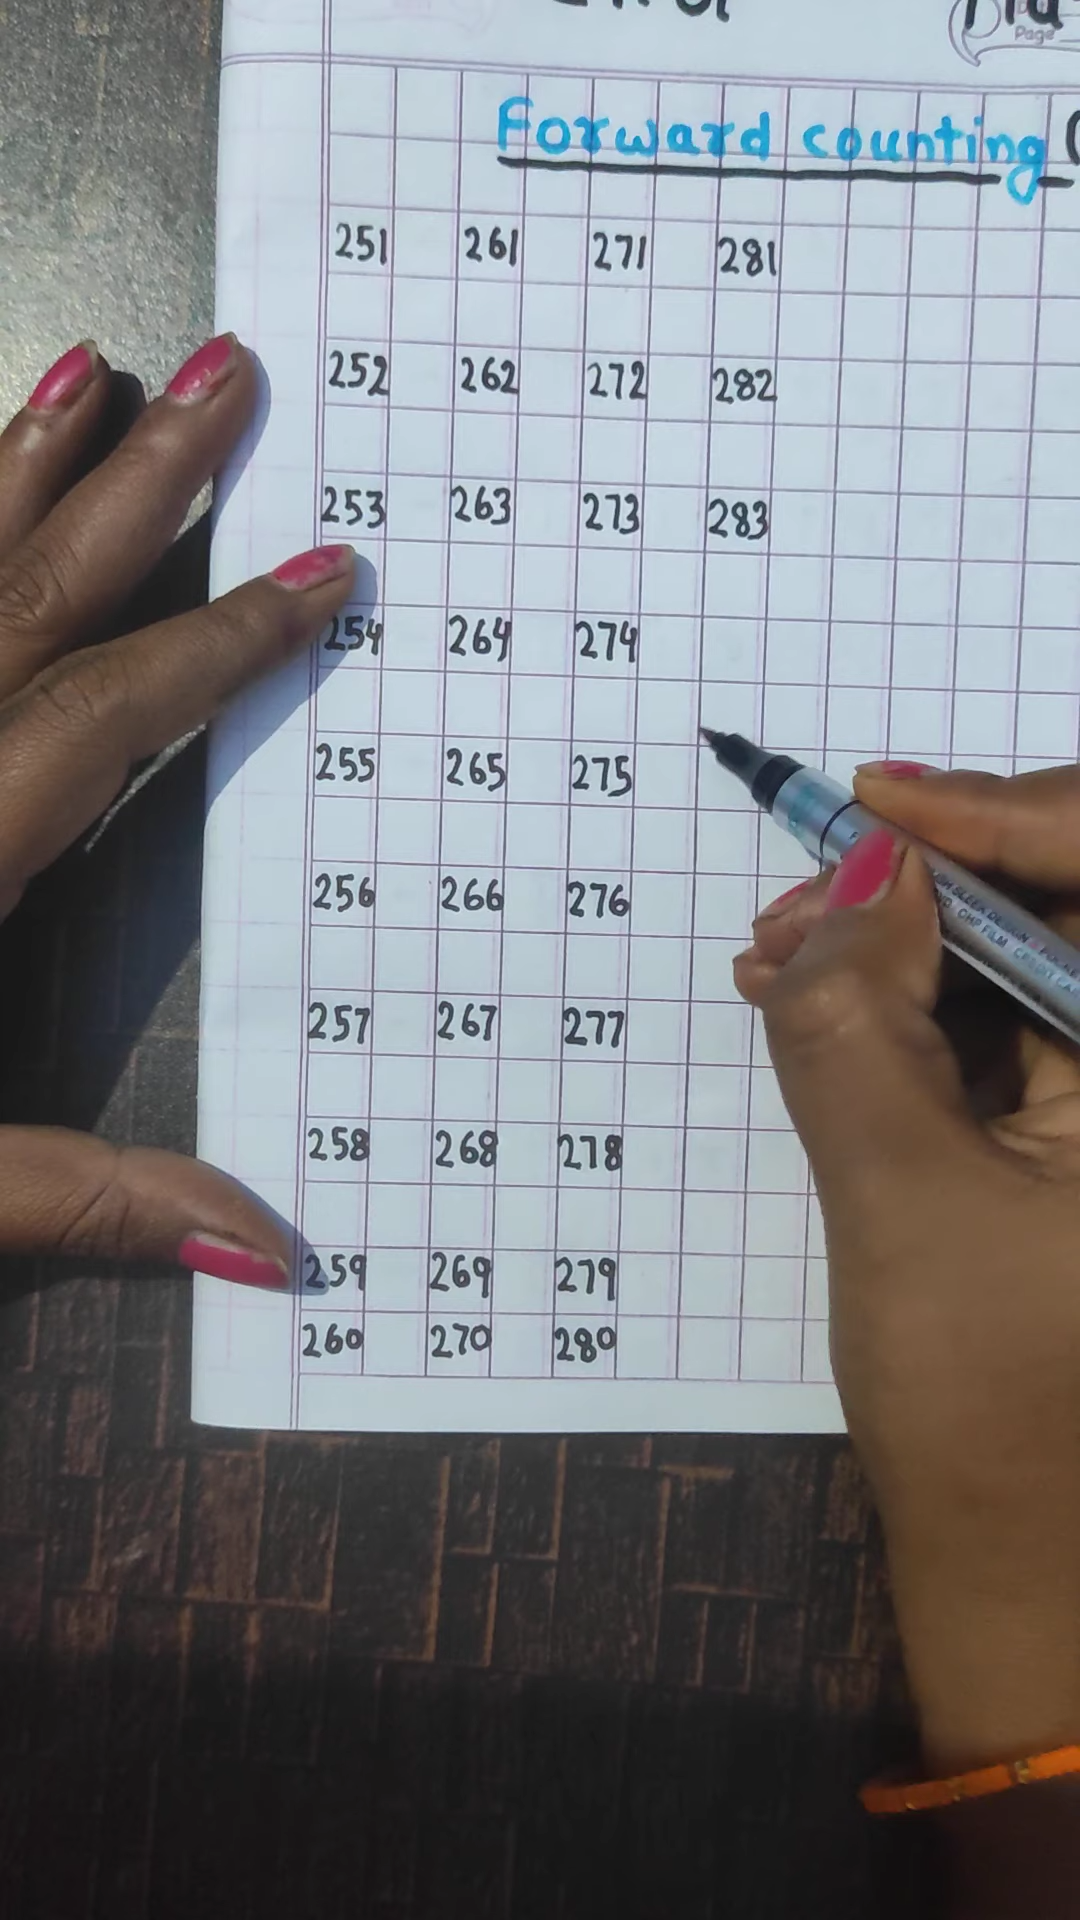 Page
Forward counting (
251 261 271 281
252 262 272 282
253 263 273 283
254 264 274
255 265 275
256 266 276
257 267 277
258 268 278
259 269 279
260 270 280